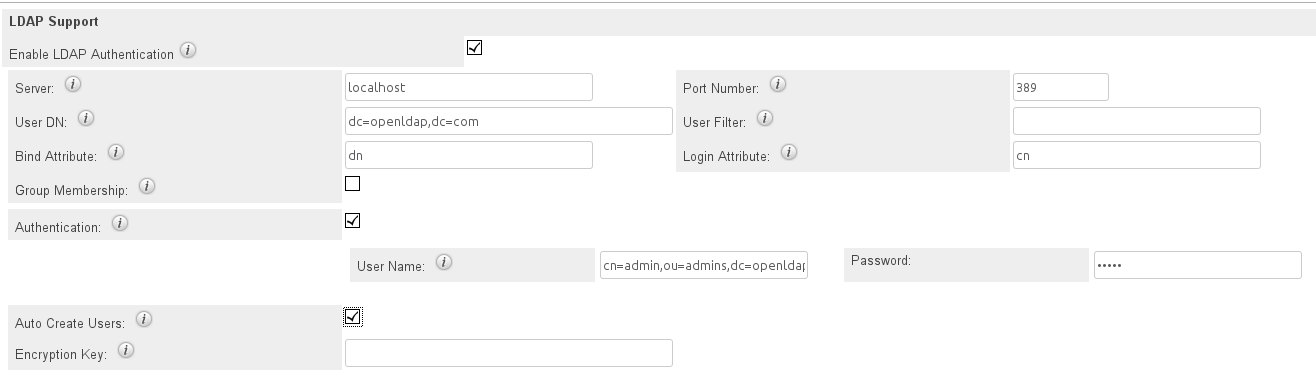 LDAP Support
Enable LDAP Authentication i
Server: i localhost Port Number: i 389
User DN: i dc=openldap,dc=com User Filter: i
Bind Attribute: i dn Login Attribute: i cn
Group Membership: i
Authentication: i
User Name: i cn=admin,ou=admins,dc=openldap Password: •••••
Auto Create Users: i
Encryption Key: i